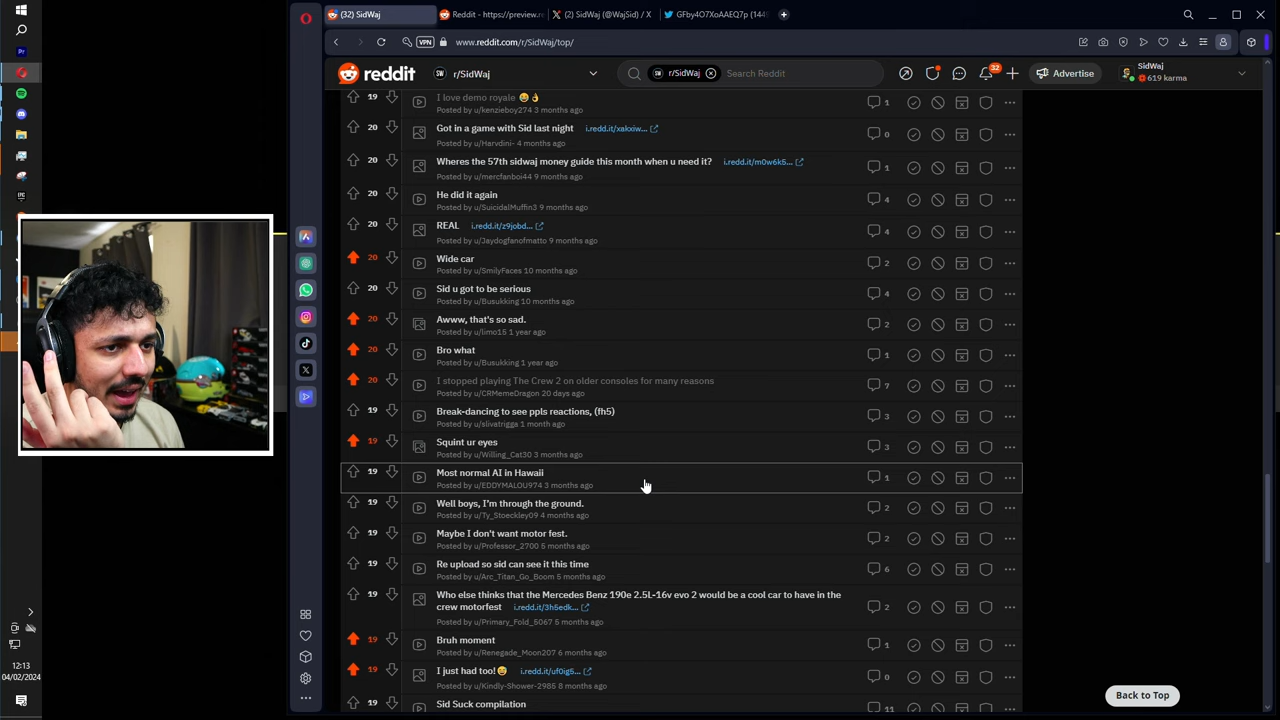 (32) SidWaj
Reddit - https://preview.re
(2) SidWaj (@WajSid) / X
GFby4O7XoAAEQ7p (144
VPN
www.reddit.com/r/SidWaj/top/
reddit
r/SidWaj
r/SidWaj
Search Reddit
32
Advertise
SidWaj
619 karma
19
I love demo royale 😂👌
Posted by u/kenzieboy274 3 months ago
1
20
Got in a game with Sid last night
i.redd.it/xakxiw...
Posted by u/Harvdini- 4 months ago
0
20
Wheres the 57th sidwaj money guide this month when u need it?
i.redd.it/m0w6k5...
Posted by u/mercfanboi44 9 months ago
1
20
He did it again
Posted by u/SuicidalMuffin3 9 months ago
4
20
REAL
i.redd.it/z9jobd...
Posted by u/Jaydogfanofmatto 9 months ago
4
20
Wide car
Posted by u/SmilyFaces 10 months ago
2
20
Sid u got to be serious
Posted by u/Busukking 10 months ago
4
20
Awww, that's so sad.
Posted by u/limo15 1 year ago
2
20
Bro what
Posted by u/Busukking 1 year ago
1
20
I stopped playing The Crew 2 on older consoles for many reasons
Posted by u/CRMemeDragon 20 days ago
7
19
Break-dancing to see ppls reactions, (fh5)
Posted by u/slivatrigga 1 month ago
3
19
Squint ur eyes
Posted by u/Willing_Cat30 3 months ago
3
19
Most normal AI in Hawaii
Posted by u/EDDYMALOU974 3 months ago
1
19
Well boys, I'm through the ground.
Posted by u/Ty_Stoeckley09 4 months ago
2
19
Maybe I don't want motor fest.
Posted by u/Professor_2700 5 months ago
2
19
Re upload so sid can see it this time
Posted by u/Arc_Titan_Go_Boom 5 months ago
6
19
Who else thinks that the Mercedes Benz 190e 2.5L-16v evo 2 would be a cool car to have in the
crew motorfest
i.redd.it/3h5edk...
Posted by u/Primary_Fold_5067 5 months ago
2
19
Bruh moment
Posted by u/Renegade_Moon207 6 months ago
1
19
I just had too!😅
i.redd.it/uf0ig5...
Posted by u/Kindly-Shower-2985 8 months ago
0
19
Sid Suck compilation
11
Back to Top
12:13
04/02/2024